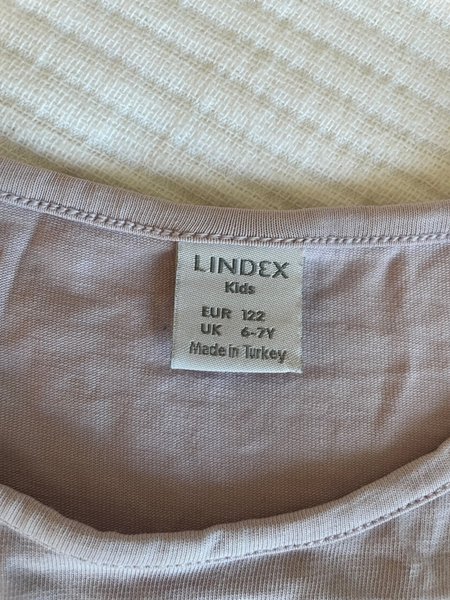 LINDEX
Kids
EUR 122
UK 6-7Y
Made in Turkey